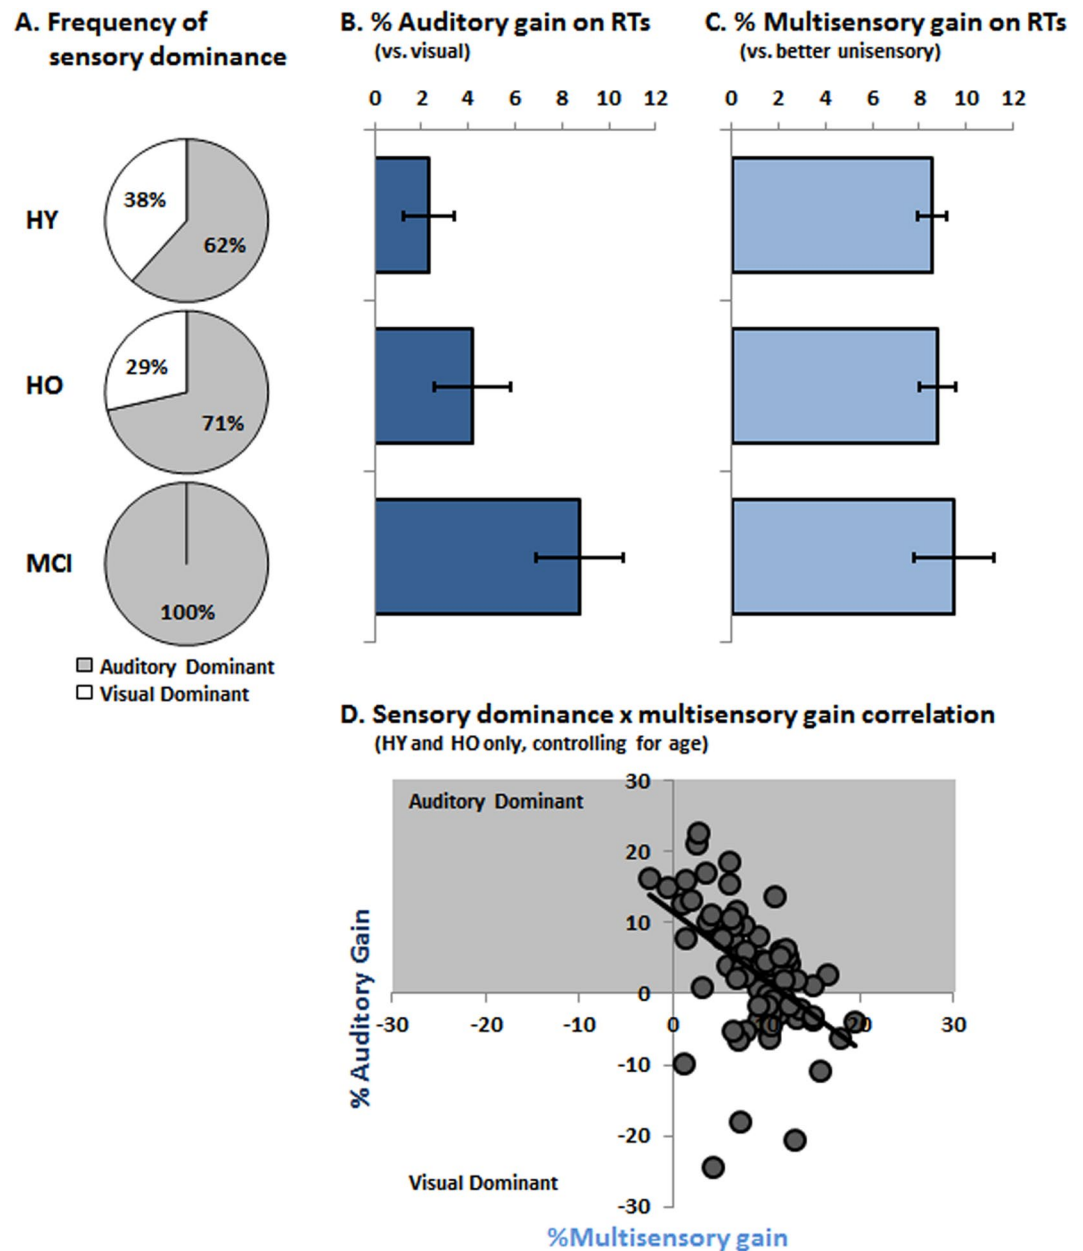 A. Frequency of
sensory dominance
B. % Auditory gain on RTs
(vs. visual)
C. % Multisensory gain on RTs
(vs. better unisensory)
0 2 4 6 8 10 12
0 2 4 6 8 10 12
HY
38%
62%
HO
29%
71%
MCI
100%
Auditory Dominant
Visual Dominant
D. Sensory dominance x multisensory gain correlation
(HY and HO only, controlling for age)
30
Auditory Dominant
20
10
0
-30 -20 -10 0 10 20 30
-10
-20
Visual Dominant
-30
% Auditory Gain
%Multisensory gain